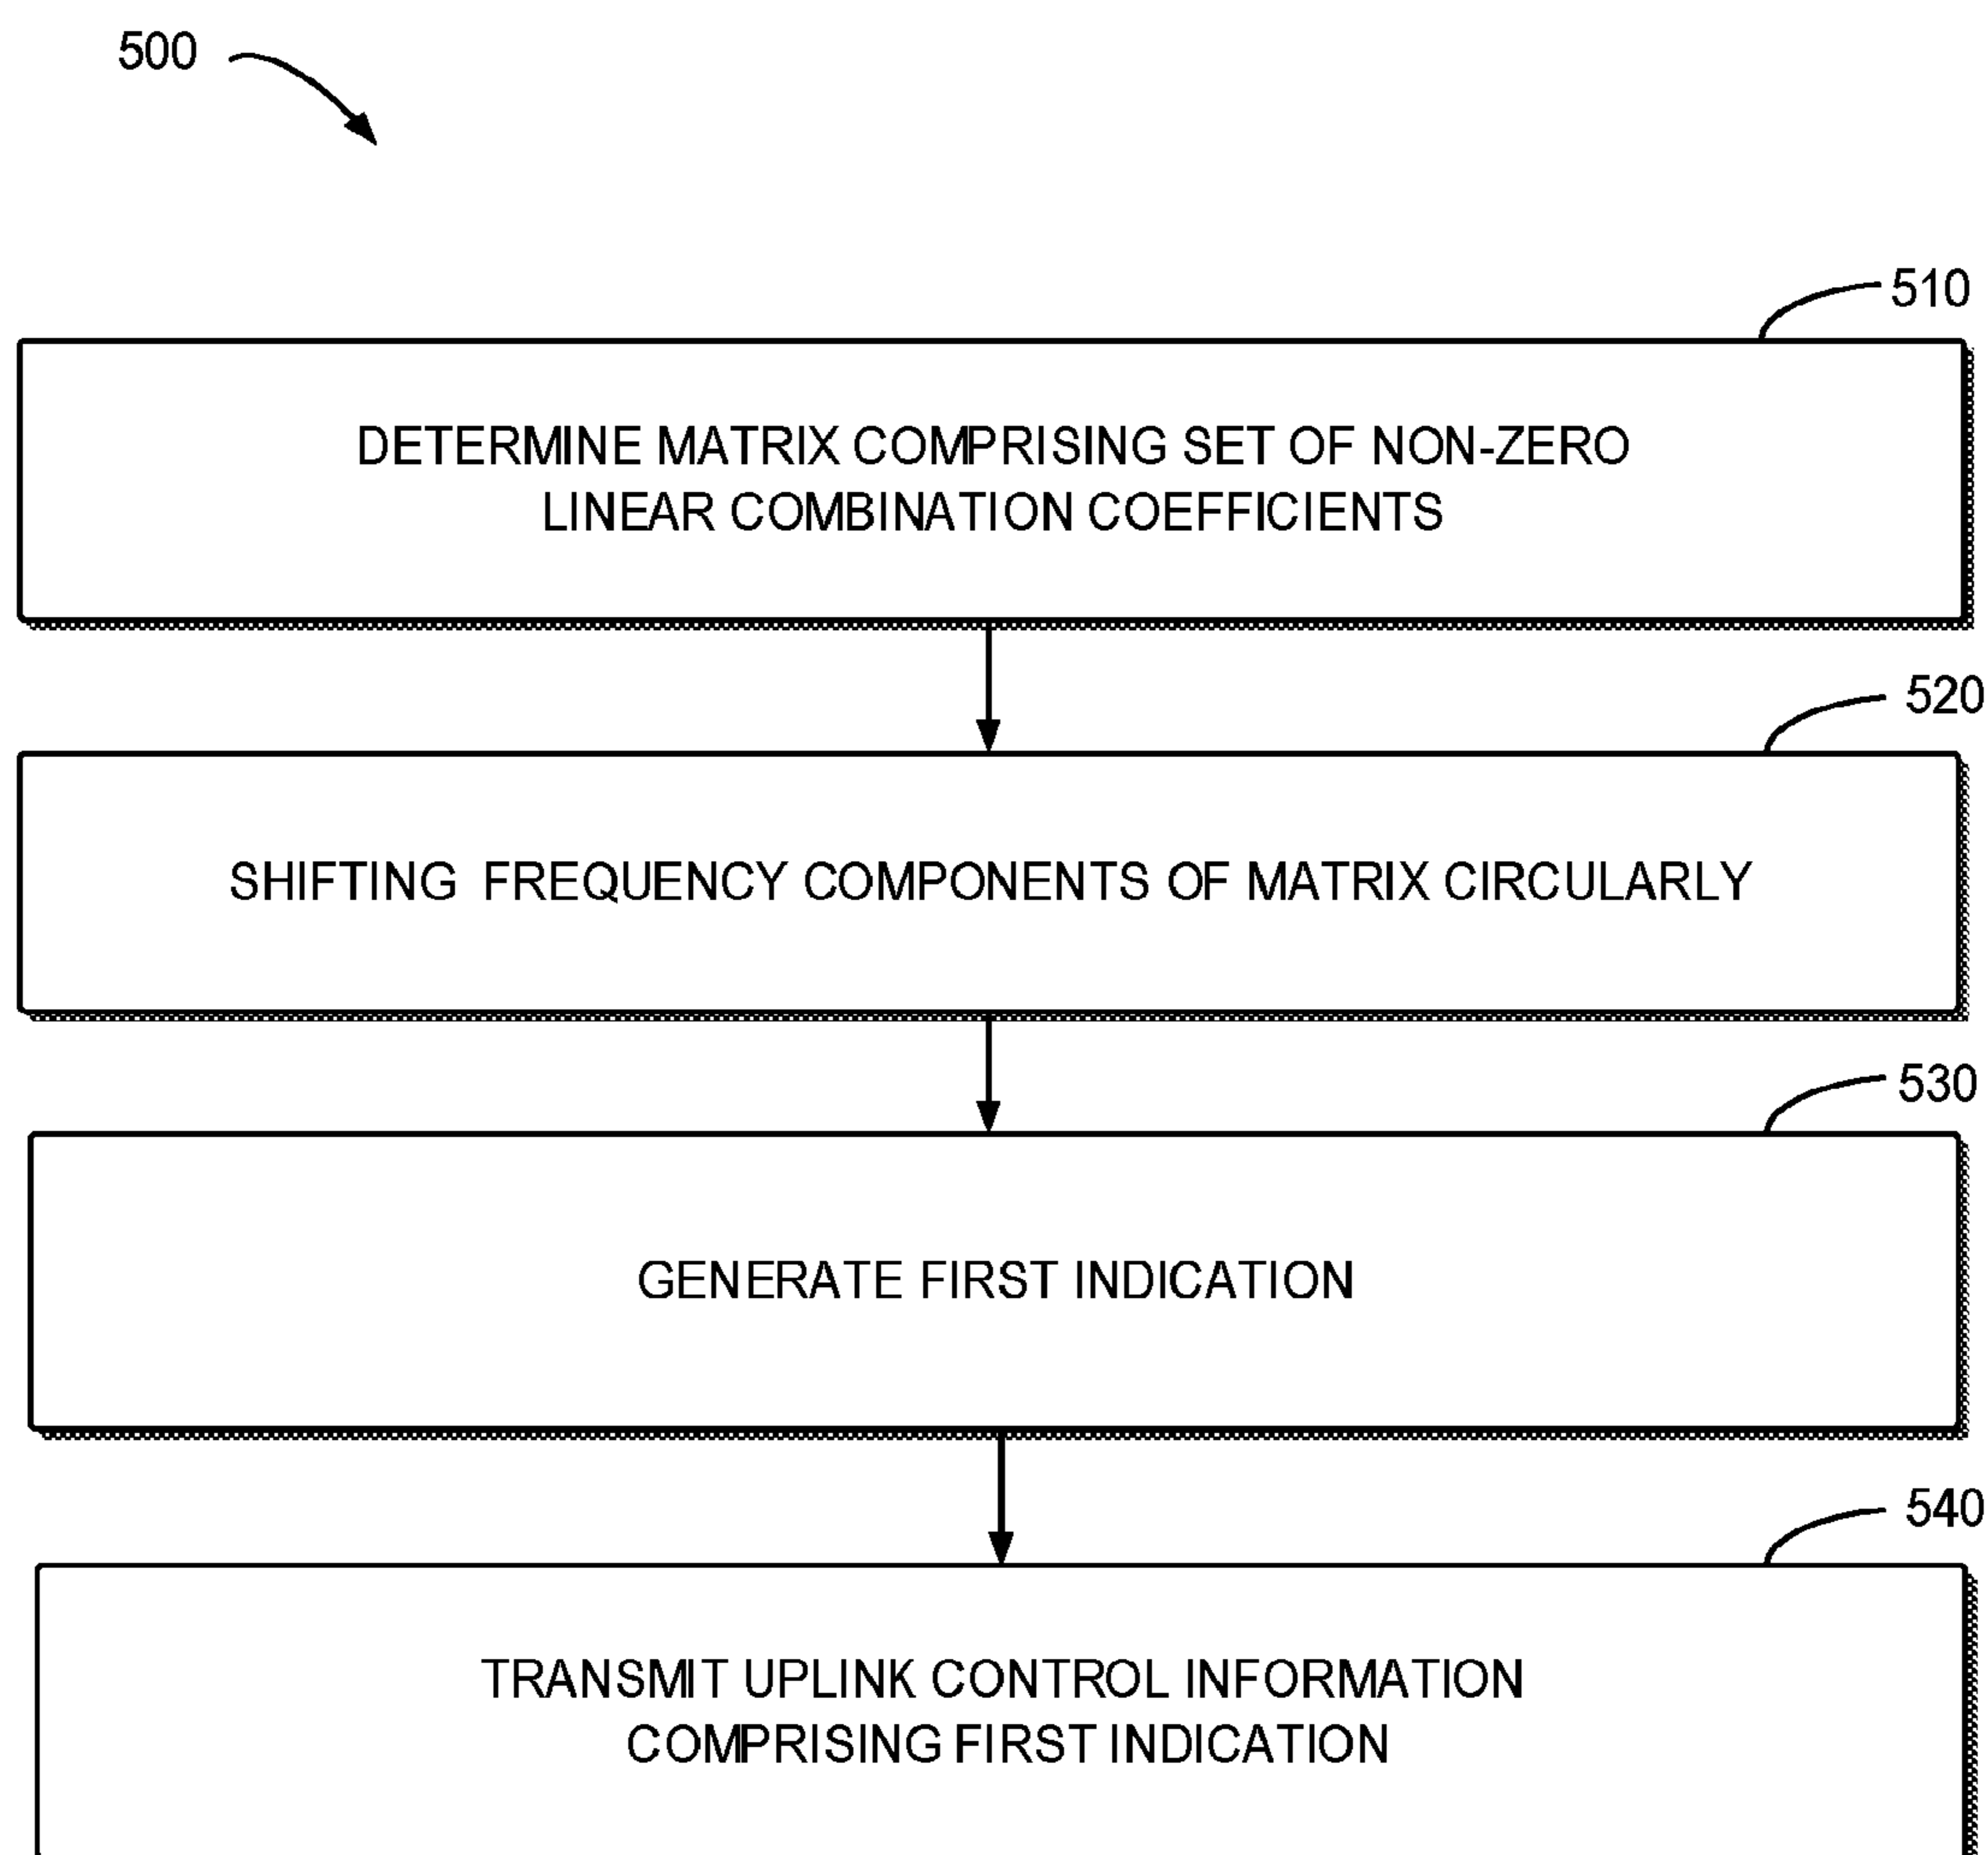 500
510
DETERMINE MATRIX COMPRISING SET OF NON-ZERO
LINEAR COMBINATION COEFFICIENTS
520
SHIFTING FREQUENCY COMPONENTS OF MATRIX CIRCULARLY
530
GENERATE FIRST INDICATION
540
TRANSMIT UPLINK CONTROL INFORMATION
COMPRISING FIRST INDICATION